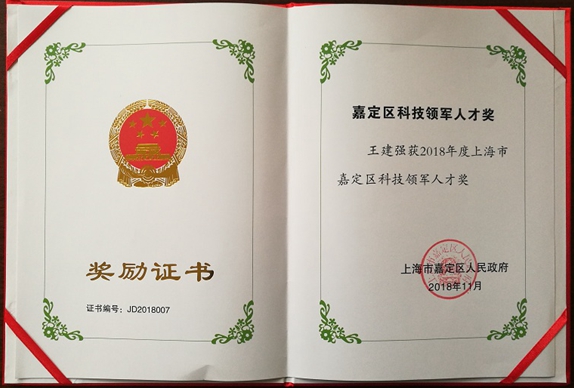 奖励证书
证书编号：JD2018007
嘉定区科技领军人才奖
王建强获2018年度上海市
嘉定区科技领军人才奖
上海市嘉定区人民政府
2018年11月